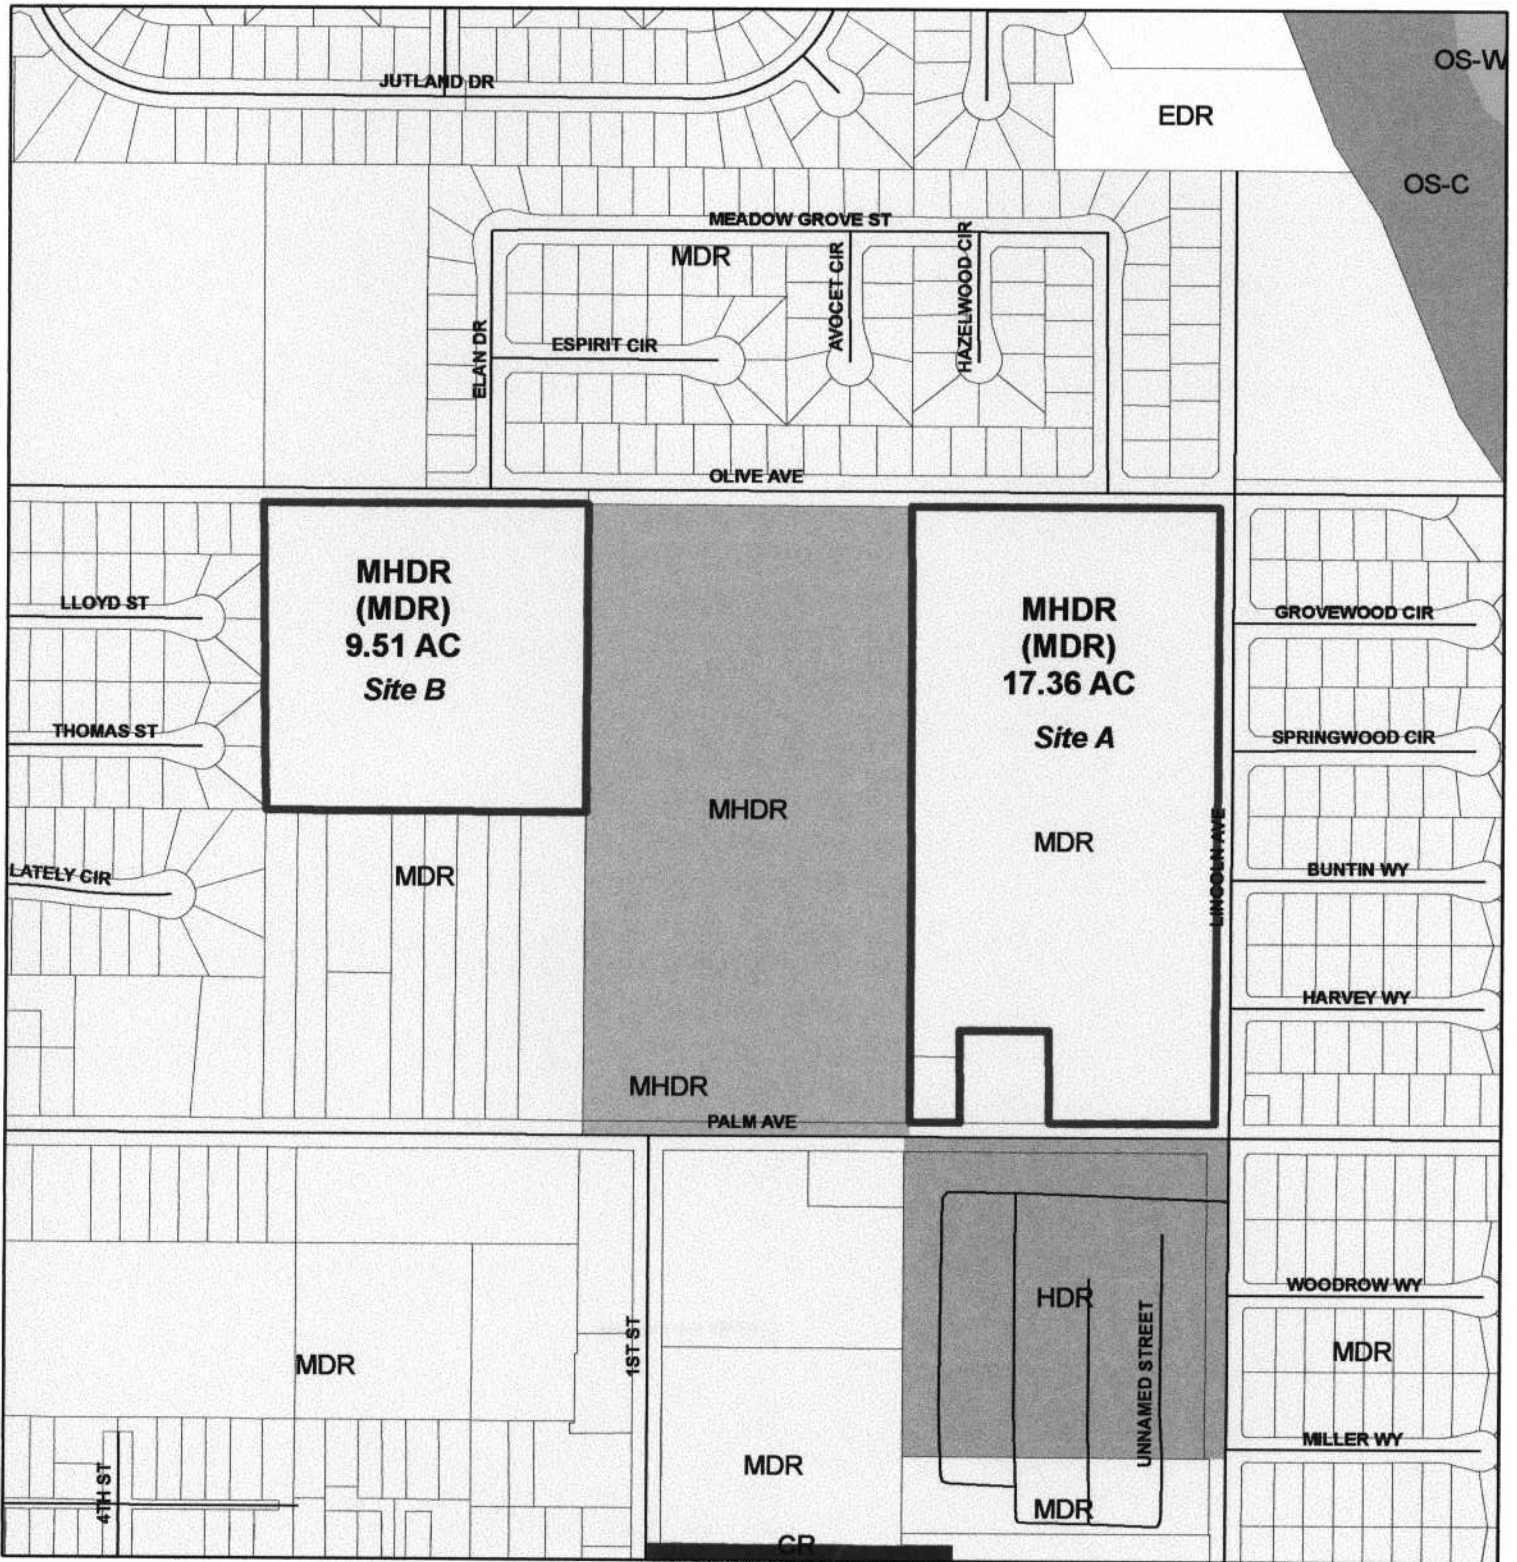 OS-W
JUTLAND DR
EDR
OS-C
MEADOW GROVE ST
MDR
AVOCET CIR
HAZELWOOD CIR
ELAN DR
ESPIRIT CIR
OLIVE AVE
MHDR
(MDR)
9.51 AC
Site B
MHDR
(MDR)
17.36 AC
Site A
LLOYD ST
GROVEWOOD CIR
THOMAS ST
SPRINGWOOD CIR
MHDR
MDR
LINCOLN AVE
LATELY CIR
MDR
BUNTIN WY
HARVEY WY
MHDR
PALM AVE
HDR
WOODROW WY
1ST ST
UNNAMED STREET
MDR
MDR
MILLER WY
MDR
4TH ST
MDR
CR